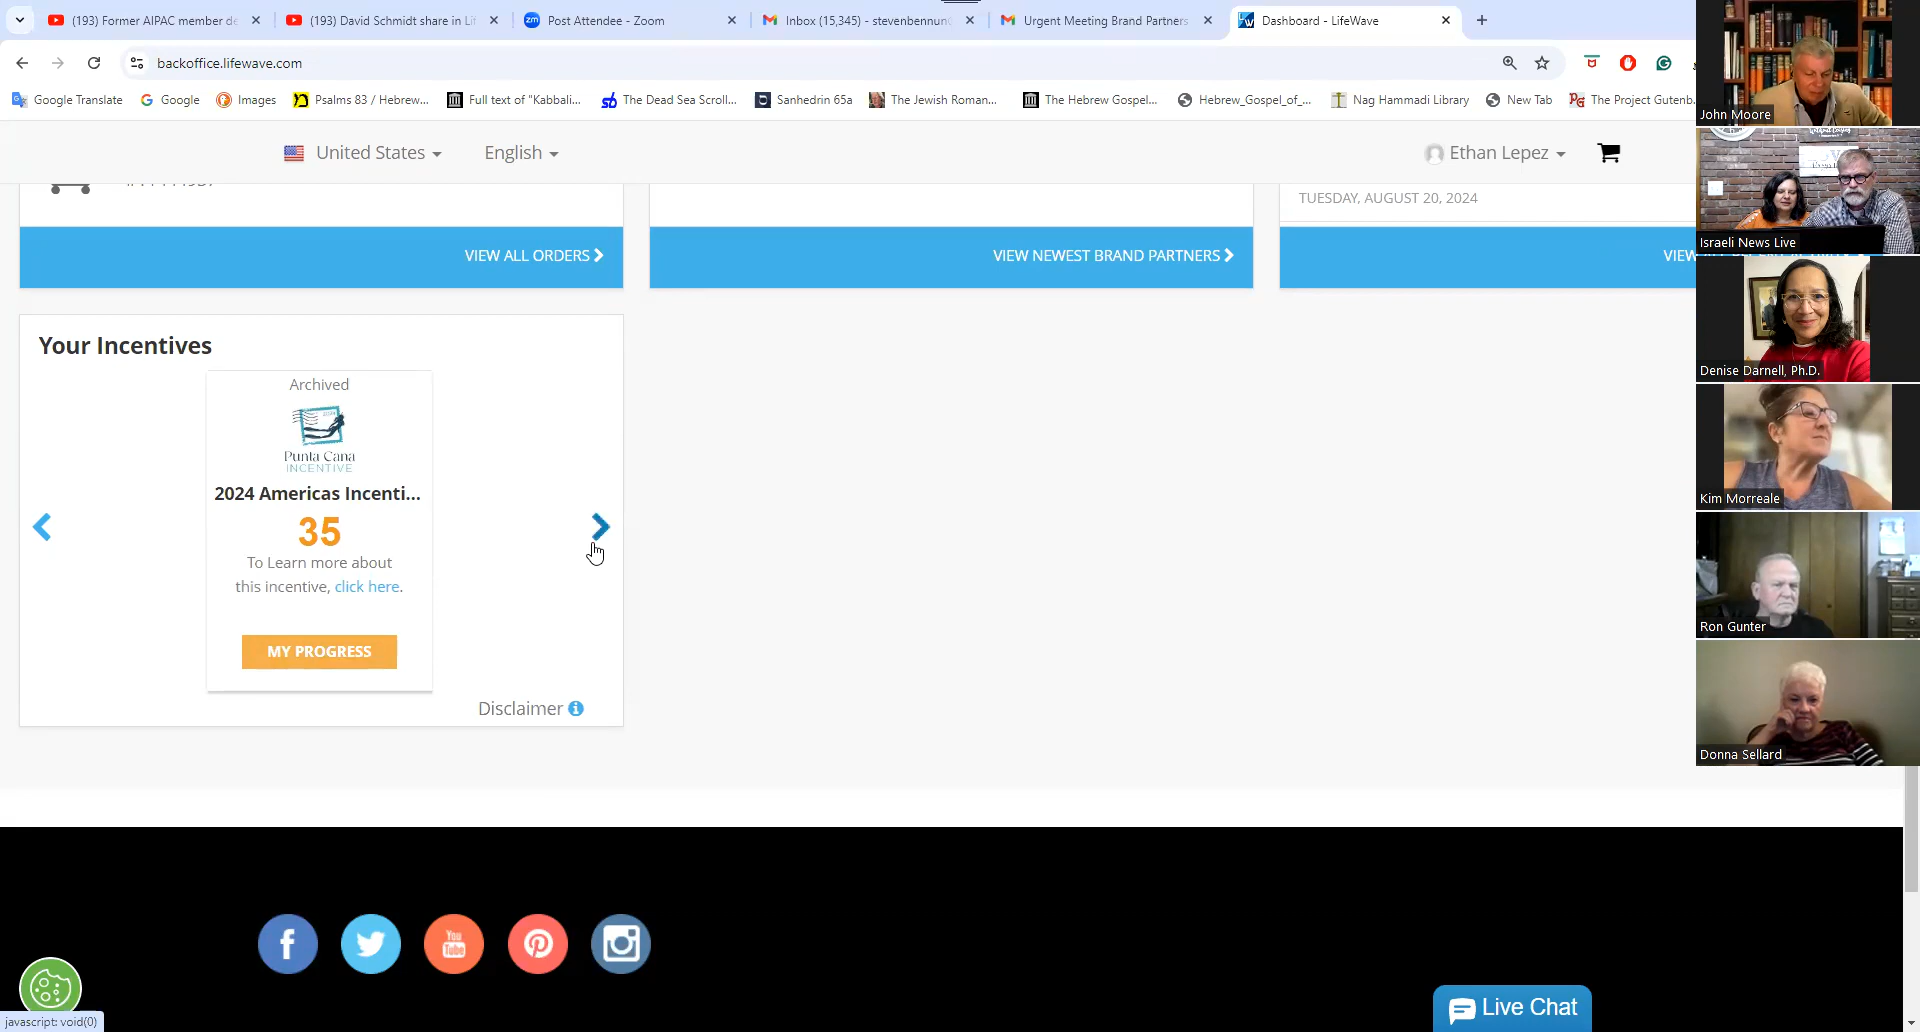 (193) Former AIPAC member de
(193) David Schmidt share in Li
Post Attendee - Zoom
Inbox (15,345) - stevenbennun
Urgent Meeting Brand Partners
Dashboard - LifeWave
backoffice.lifewave.com
Google Translate
Google
Images
Psalms 83 / Hebrew...
Full text of "Kabbali...
The Dead Sea Scroll...
Sanhedrin 65a
The Jewish Roman...
The Hebrew Gospel...
Hebrew_Gospel_of_...
Nag Hammadi Library
New Tab
The Project Gutenb
United States
English
Ethan Lepez
TUESDAY, AUGUST 20, 2024
VIEW ALL ORDERS
VIEW NEWEST BRAND PARTNERS
VIEW
Your Incentives
Archived
Punta Cana
INCENTIVE
2024 Americas Incenti...
35
To Learn more about
this incentive, click here.
MY PROGRESS
Disclaimer
You
Tube
Live Chat
javascript: void(0)
John Moore
Israeli News Live
Denise Darnell, Ph.D.
Kim Morreale
Ron Gunter
Donna Sellard